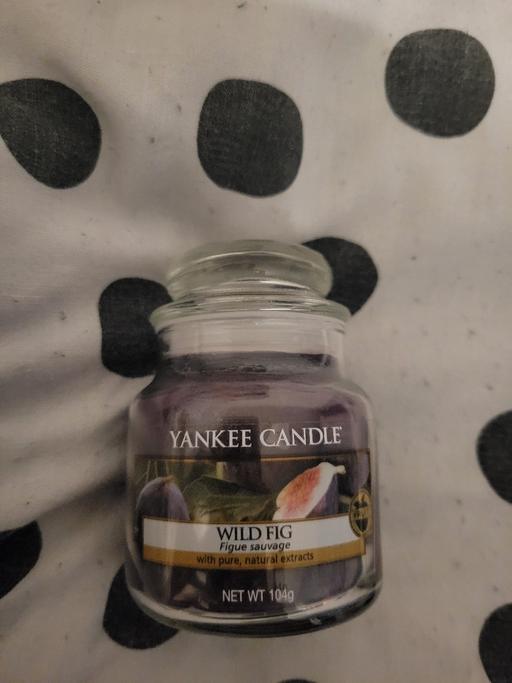 YANKEE CANDLE®
WILD FIG
Figue sauvage
with pure, natural extracts
NET WT 104g